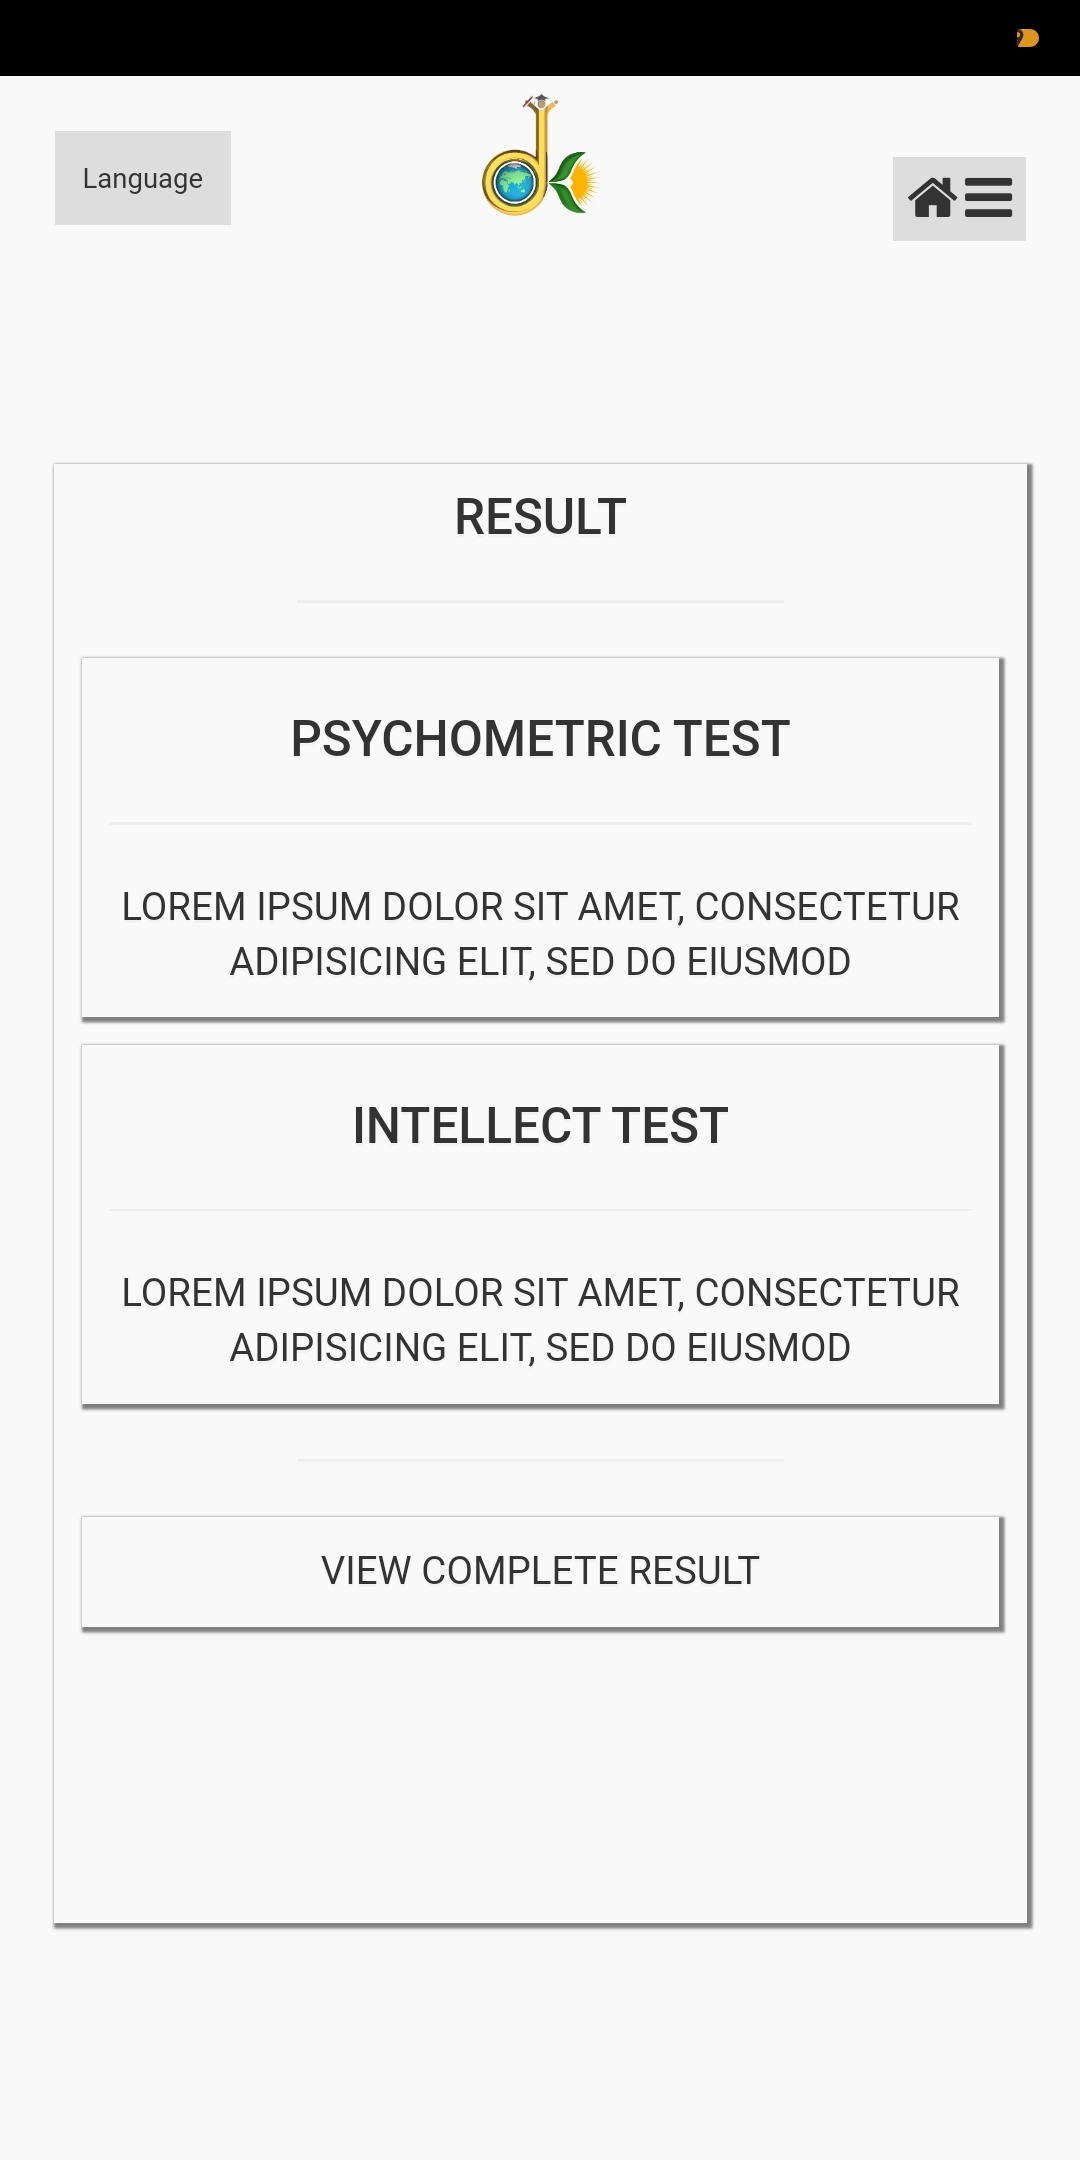 Language
RESULT
PSYCHOMETRIC TEST
LOREM IPSUM DOLOR SIT AMET, CONSECTETUR
ADIPISICING ELIT, SED DO EIUSMOD
INTELLECT TEST
LOREM IPSUM DOLOR SIT AMET, CONSECTETUR
ADIPISICING ELIT, SED DO EIUSMOD
VIEW COMPLETE RESULT